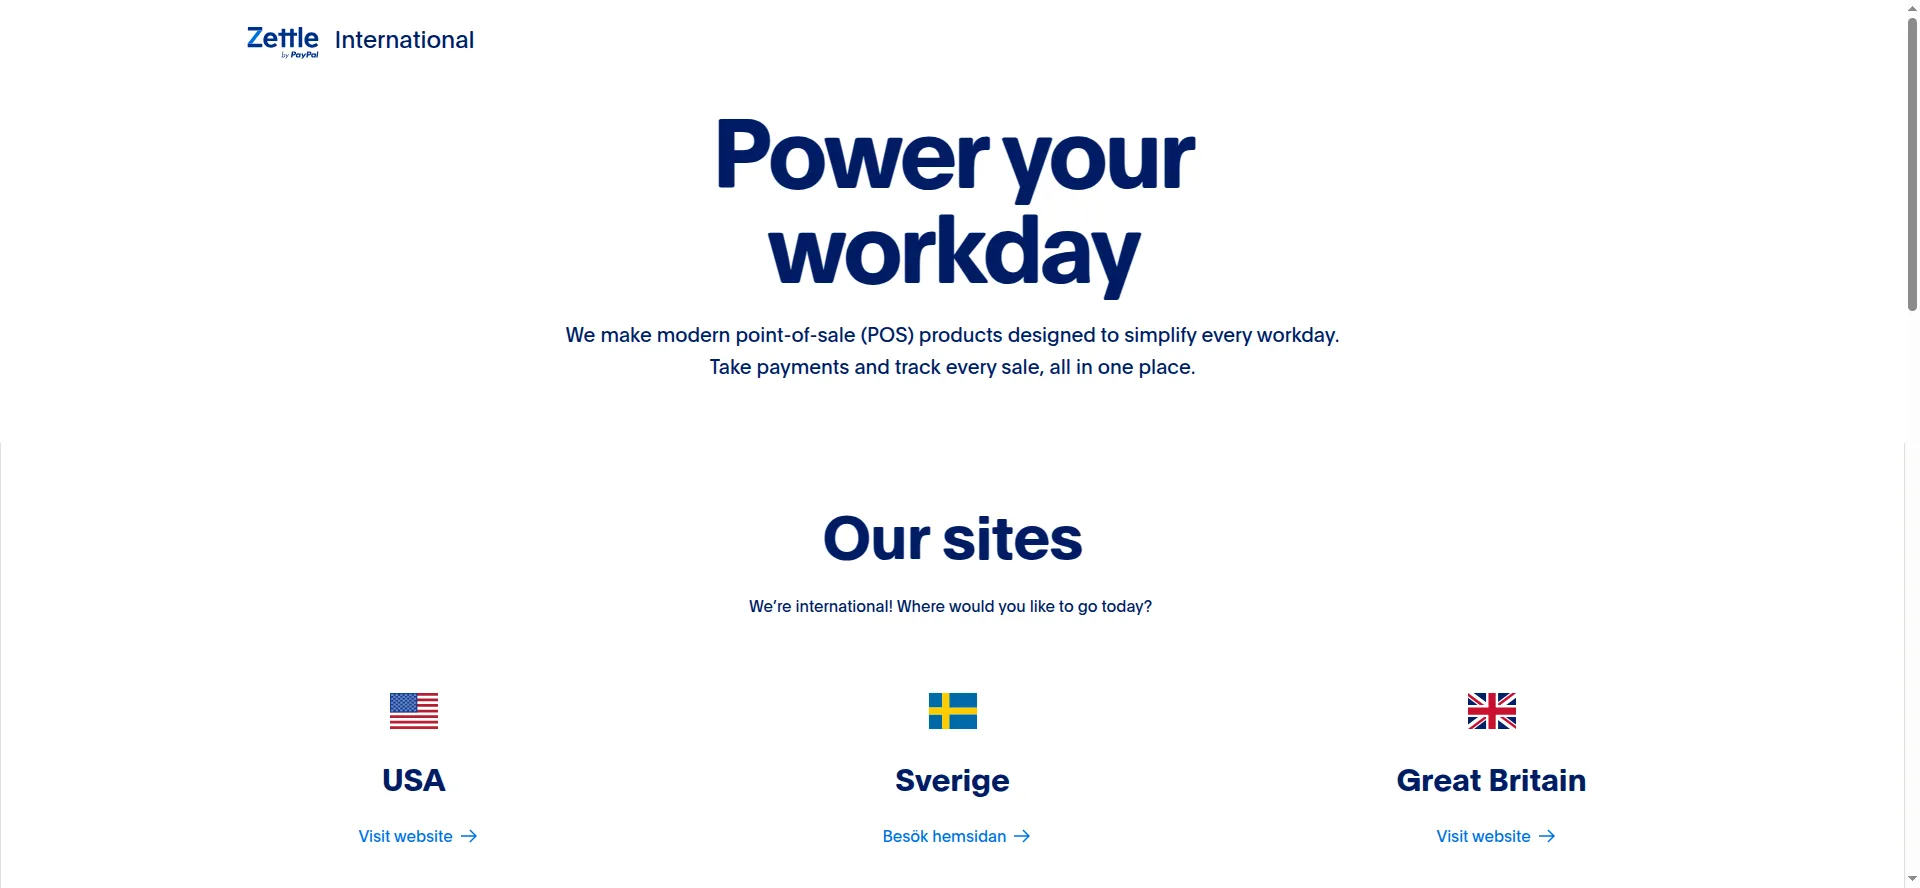 Zettle
by PayPal
International
Power your
workday
We make modern point-of-sale (POS) products designed to simplify every workday.
Take payments and track every sale, all in one place.
Our sites
We’re international! Where would you like to go today?
USA
Sverige
Great Britain
Visit website
Besök hemsidan
Visit website